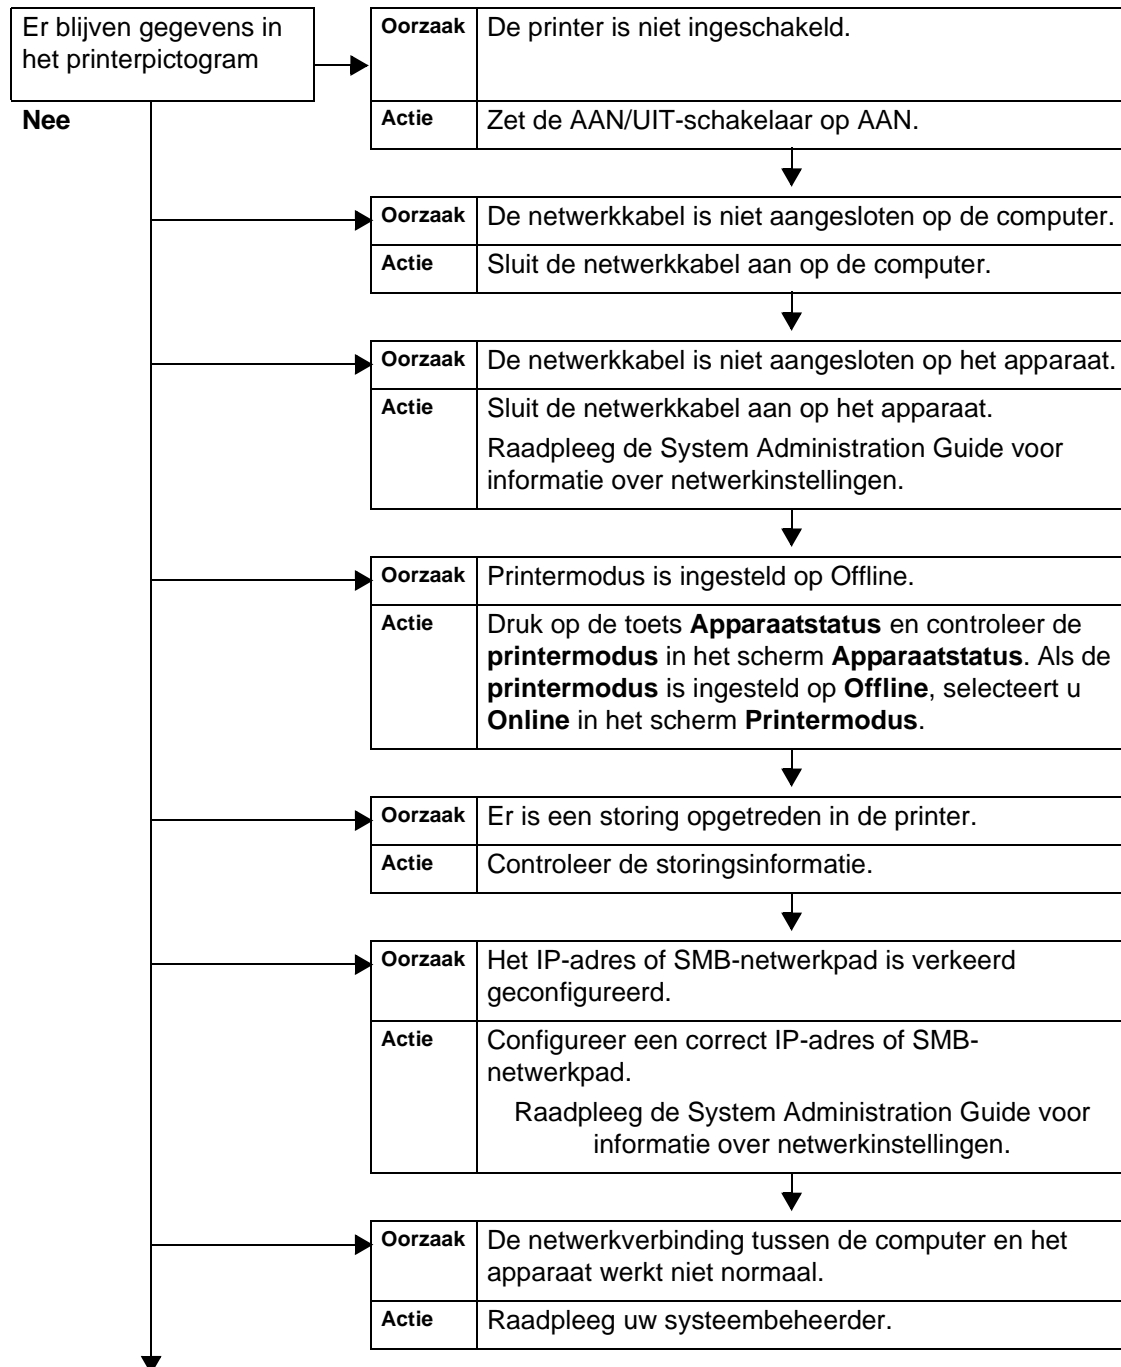 Er blijven gegevens in
het printerpictogram
Nee
Oorzaak De printer is niet ingeschakeld.
Actie Zet de AAN/UIT-schakelaar op AAN.
Oorzaak De netwerkkabel is niet aangesloten op de computer.
Actie Sluit de netwerkkabel aan op de computer.
Oorzaak De netwerkkabel is niet aangesloten op het apparaat.
Actie Sluit de netwerkkabel aan op het apparaat.
Raadpleeg de System Administration Guide voor
informatie over netwerkinstellingen.
Oorzaak Printermodus is ingesteld op Offline.
Actie Druk op de toets Apparaatstatus en controleer de
printermodus in het scherm Apparaatstatus. Als de
printermodus is ingesteld op Offline, selecteert u
Online in het scherm Printermodus.
Oorzaak Er is een storing opgetreden in de printer.
Actie Controleer de storingsinformatie.
Oorzaak Het IP-adres of SMB-netwerkpad is verkeerd
geconfigureerd.
Actie Configureer een correct IP-adres of SMB-
netwerkpad.
Raadpleeg de System Administration Guide voor
informatie over netwerkinstellingen.
Oorzaak De netwerkverbinding tussen de computer en het
apparaat werkt niet normaal.
Actie Raadpleeg uw systeembeheerder.